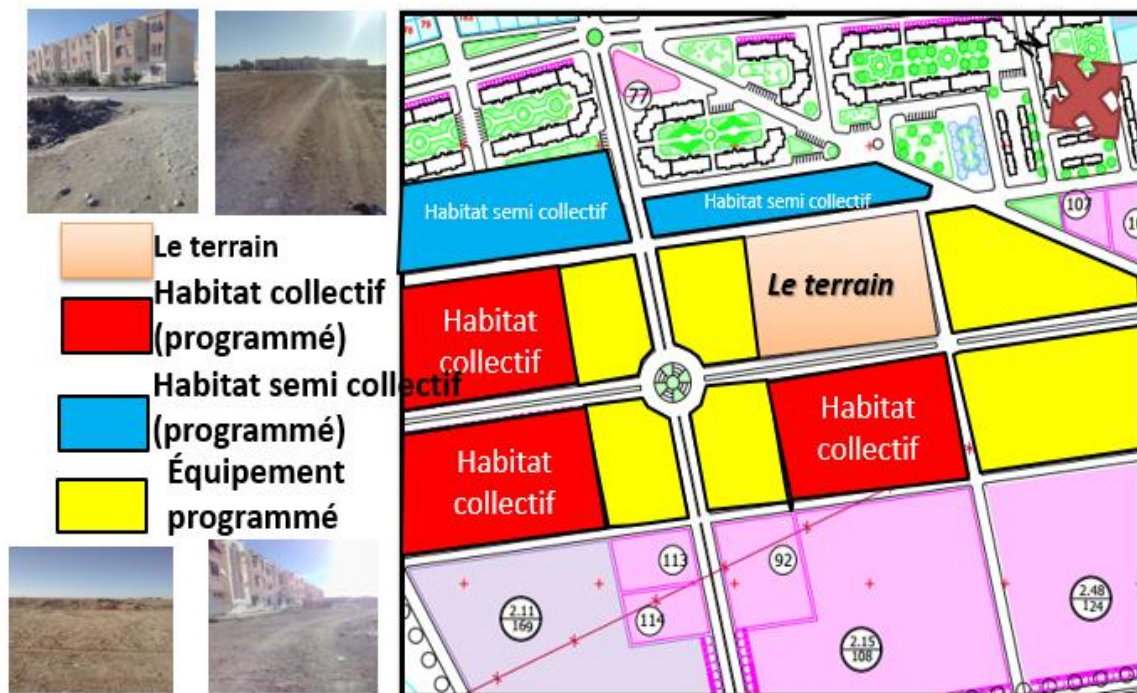 Le terrain
Habitat collectif
(programmé)
Habitat semi collectif
(programmé)
Équipement
programmé
77
N
Habitat semi collectif
Habitat semi collectif
107
Le terrain
Habitat
collectif
Habitat
collectif
Habitat
collectif
113
92
114
2.11
169
2.15
108
2.48
124